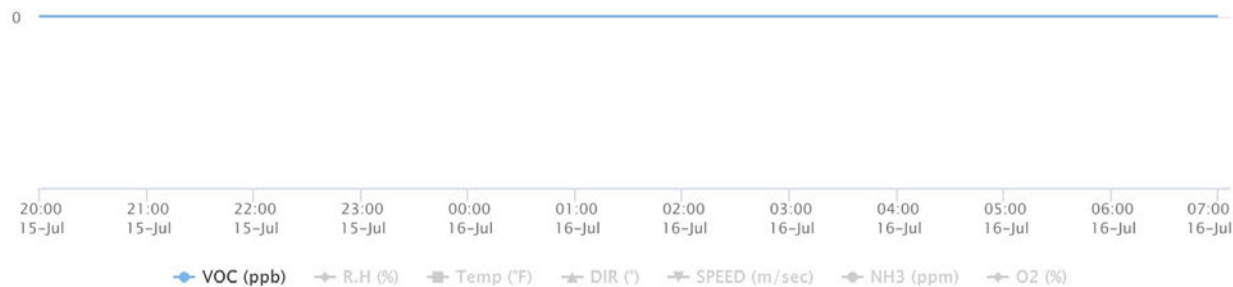 0
20:00 21:00 22:00 23:00 00:00 01:00 02:00 03:00 04:00 05:00 06:00 07:00
15-Jul 15-Jul 15-Jul 15-Jul 16-Jul 16-Jul 16-Jul 16-Jul 16-Jul 16-Jul 16-Jul 16-Jul
VOC (ppb) R.H (%) Temp (°F) DIR (°) SPEED (m/sec) NH3 (ppm) O2 (%)